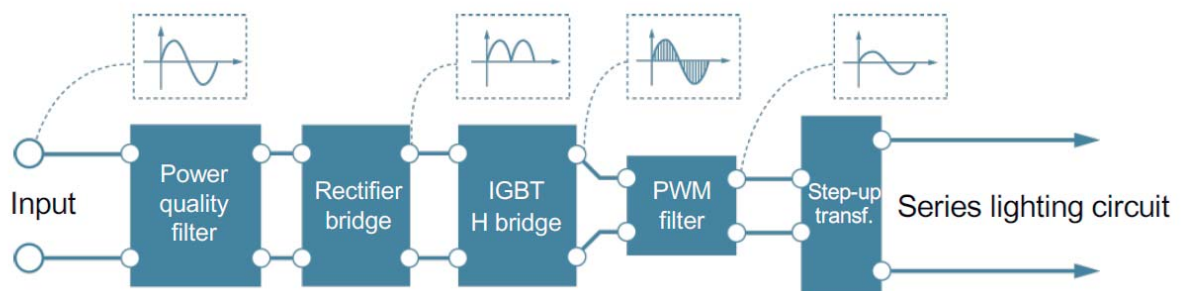 Input
Power
quality
filter
Rectifier
bridge
IGBT
H bridge
PWM
filter
Step-up
transf.
Series lighting circuit